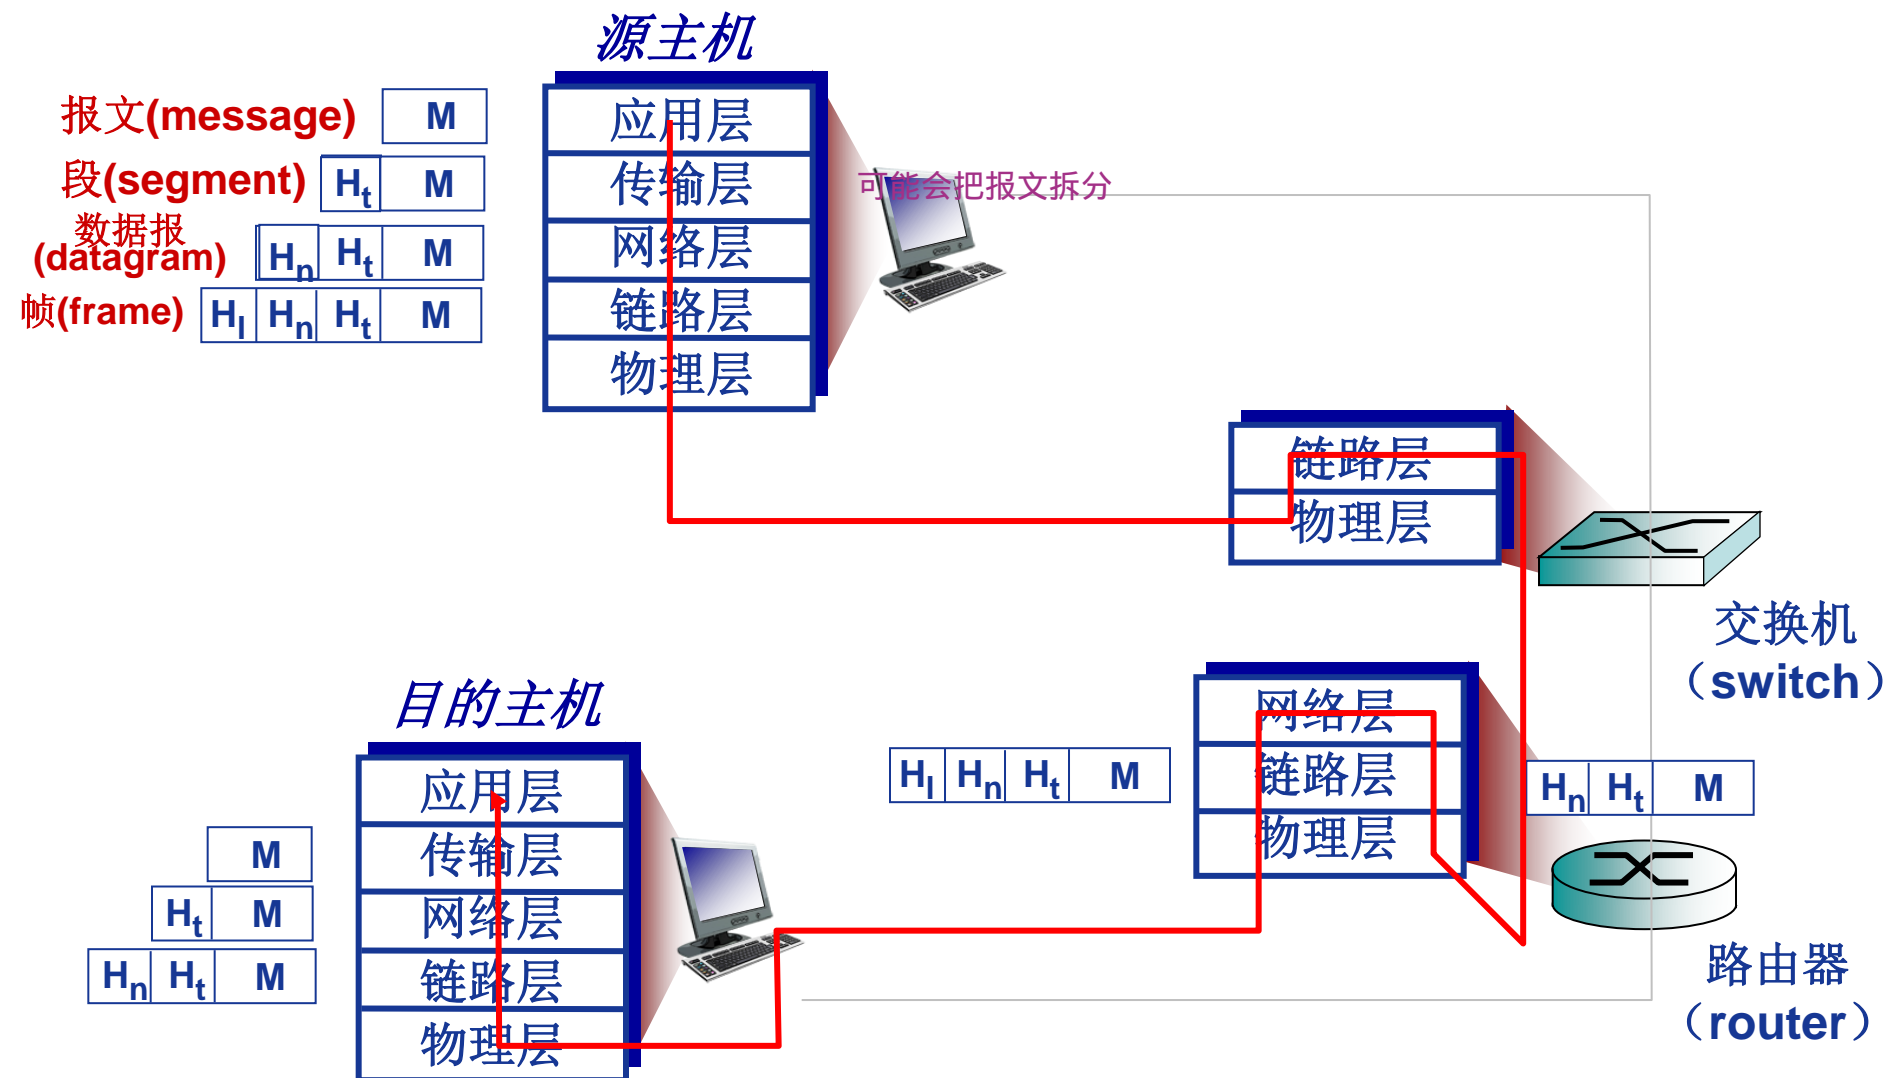 源主机
报文(message) M
段(segment) Ht M
数据报
(datagram) Hn Ht M
帧(frame) Hl Hn Ht M
应用层
传输层
网络层
链路层
物理层
可能会把报文拆分
链路层
物理层
交换机
（switch）
网络层
链路层
物理层
Hl Hn Ht M
Hn Ht M
路由器
（router）
目的主机
应用层
传输层
网络层
链路层
物理层
M
Ht M
Hn Ht M